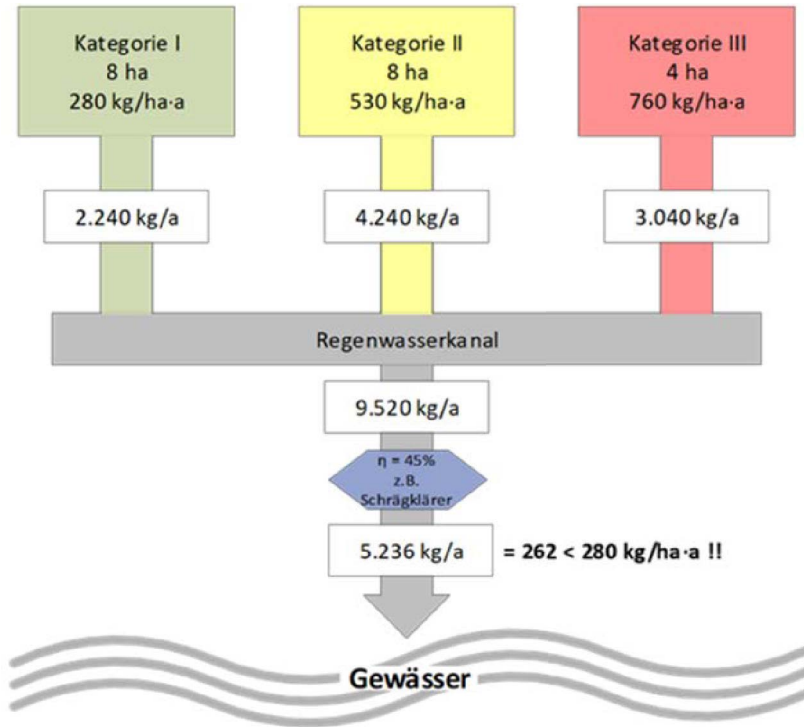 Kategorie I
8 ha
280 kg/ha·a
Kategorie II
8 ha
530 kg/ha·a
Kategorie III
4 ha
760 kg/ha·a
2.240 kg/a
4.240 kg/a
3.040 kg/a
Regenwasserkanal
9.520 kg/a
η = 45%
z.B.
Schrägklärer
5.236 kg/a = 262 < 280 kg/ha·a !!
Gewässer